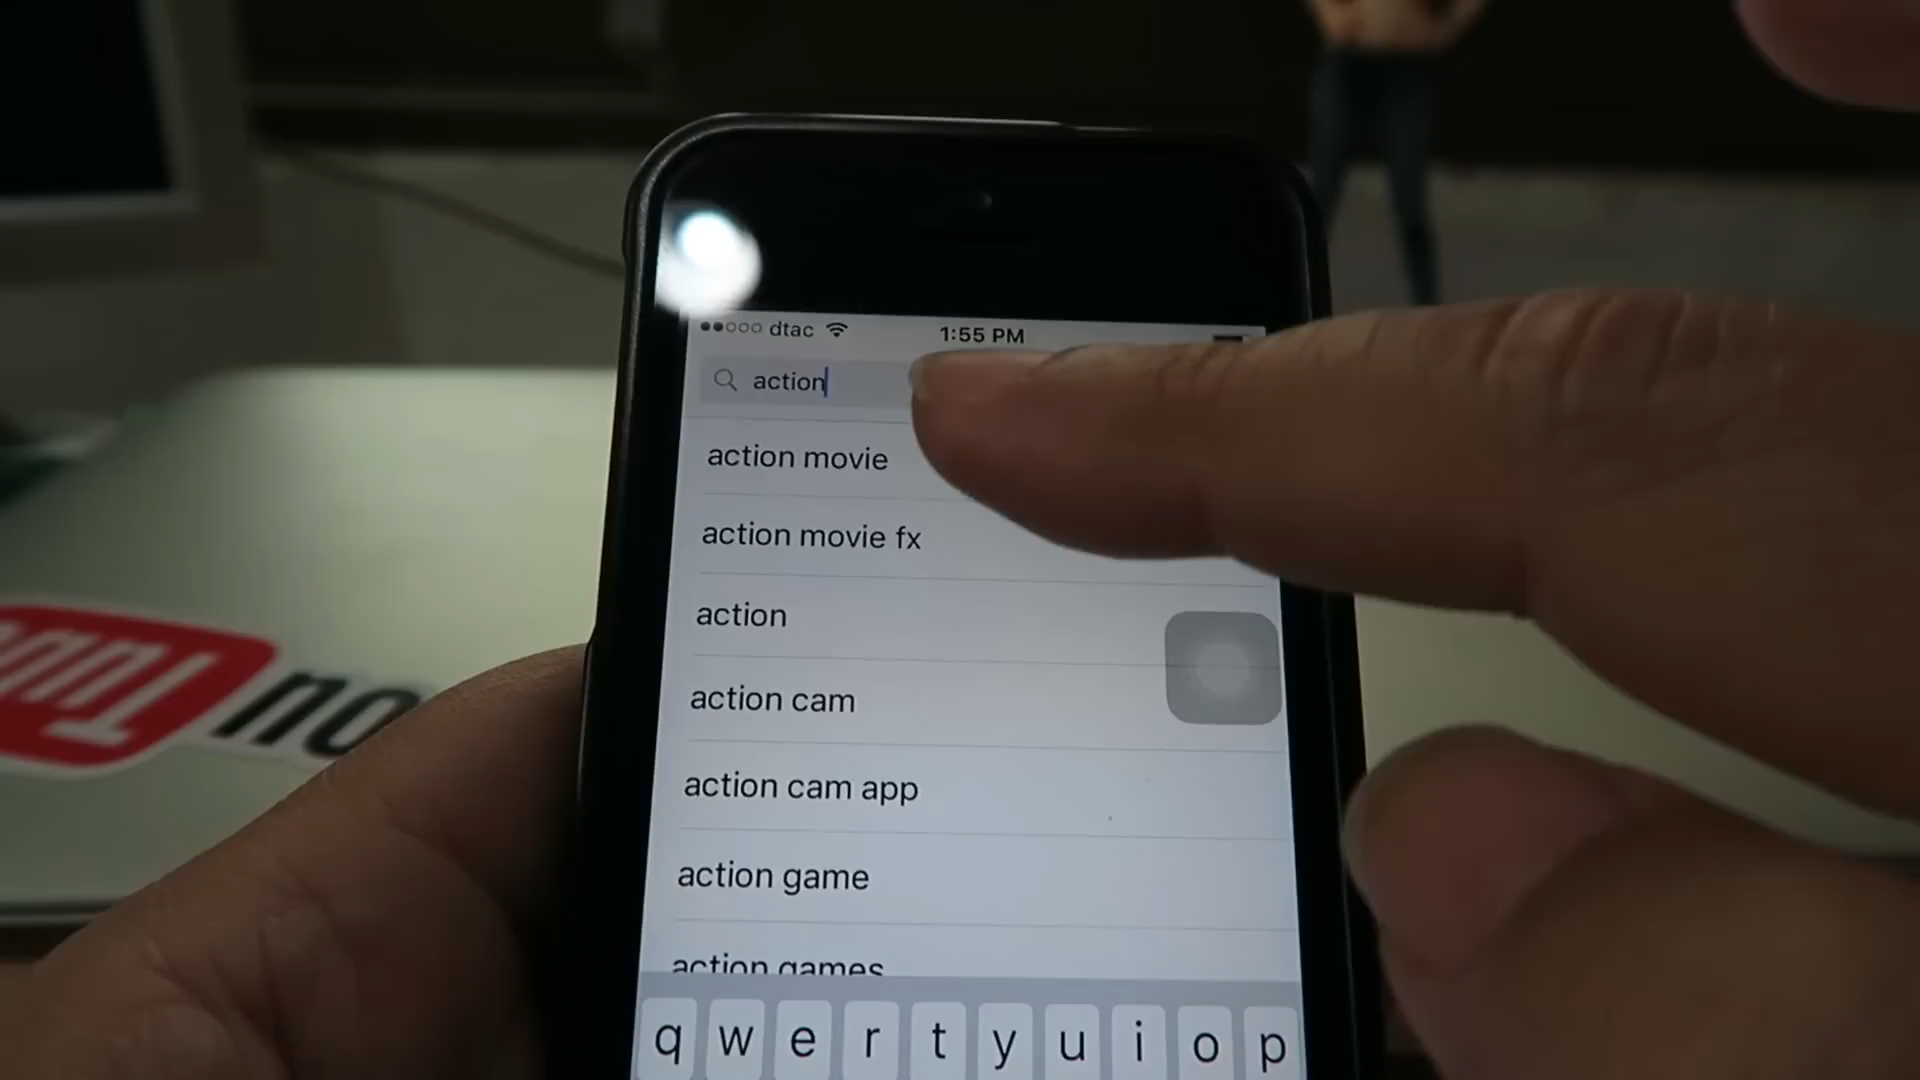 dtac
1:55 PM
action
action movie
action movie fx
action
action cam
action cam app
action game
action games
q w e r t y u i o p